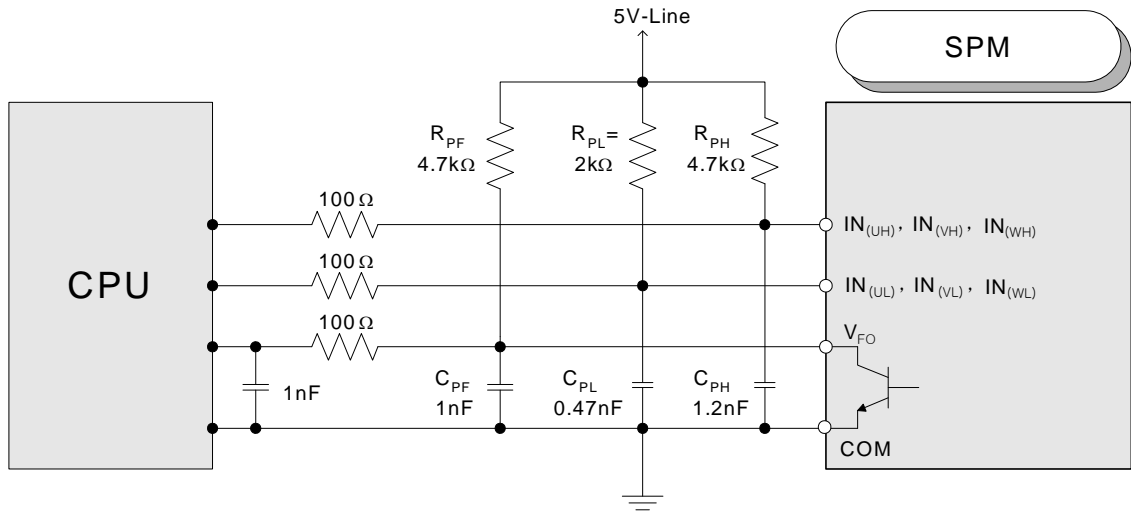 5V-Line
SPM
R_PF
4.7kΩ
R_PL=
2kΩ
R_PH
4.7kΩ
100Ω
IN(UH), IN(VH), IN(WH)
CPU
100Ω
IN(UL), IN(VL), IN(WL)
100Ω
V_FO
1nF
C_PF
1nF
C_PL
0.47nF
C_PH
1.2nF
COM